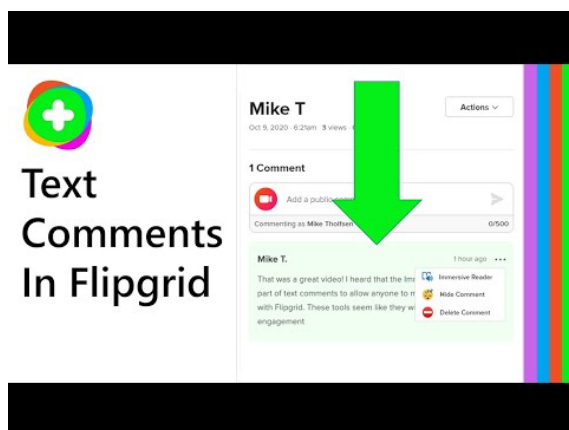 Text
Comments
In Flipgrid
Mike T
Actions
Oct 9, 2020 · 6:21am 3 views ·
1 Comment
Add a public
Commenting as Mike Tholfsen
0/500
Mike T.
1 hour ago
That was a great video! I heard that the
part of text comments to allow anyone to
with Flipgrid. These tools seem like they
engagement
Immersive Reader
Hide Comment
Delete Comment